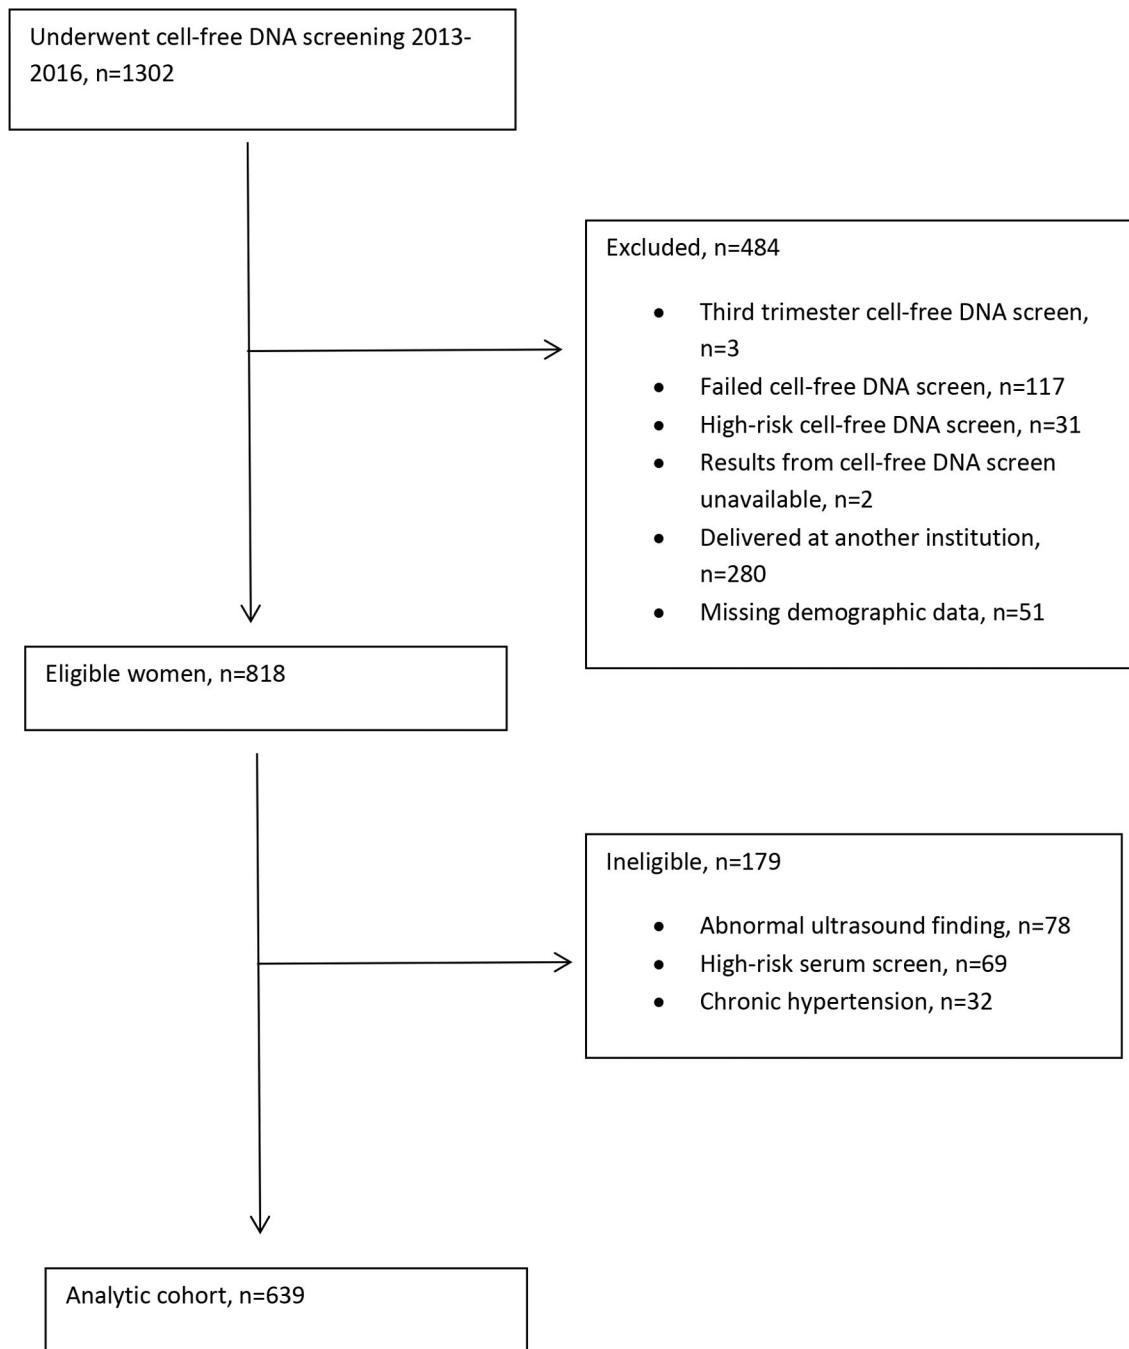 Underwent cell-free DNA screening 2013-
2016, n=1302
Excluded, n=484
• Third trimester cell-free DNA screen,
n=3
• Failed cell-free DNA screen, n=117
• High-risk cell-free DNA screen, n=31
• Results from cell-free DNA screen
unavailable, n=2
• Delivered at another institution,
n=280
• Missing demographic data, n=51
Eligible women, n=818
Ineligible, n=179
• Abnormal ultrasound finding, n=78
• High-risk serum screen, n=69
• Chronic hypertension, n=32
Analytic cohort, n=639